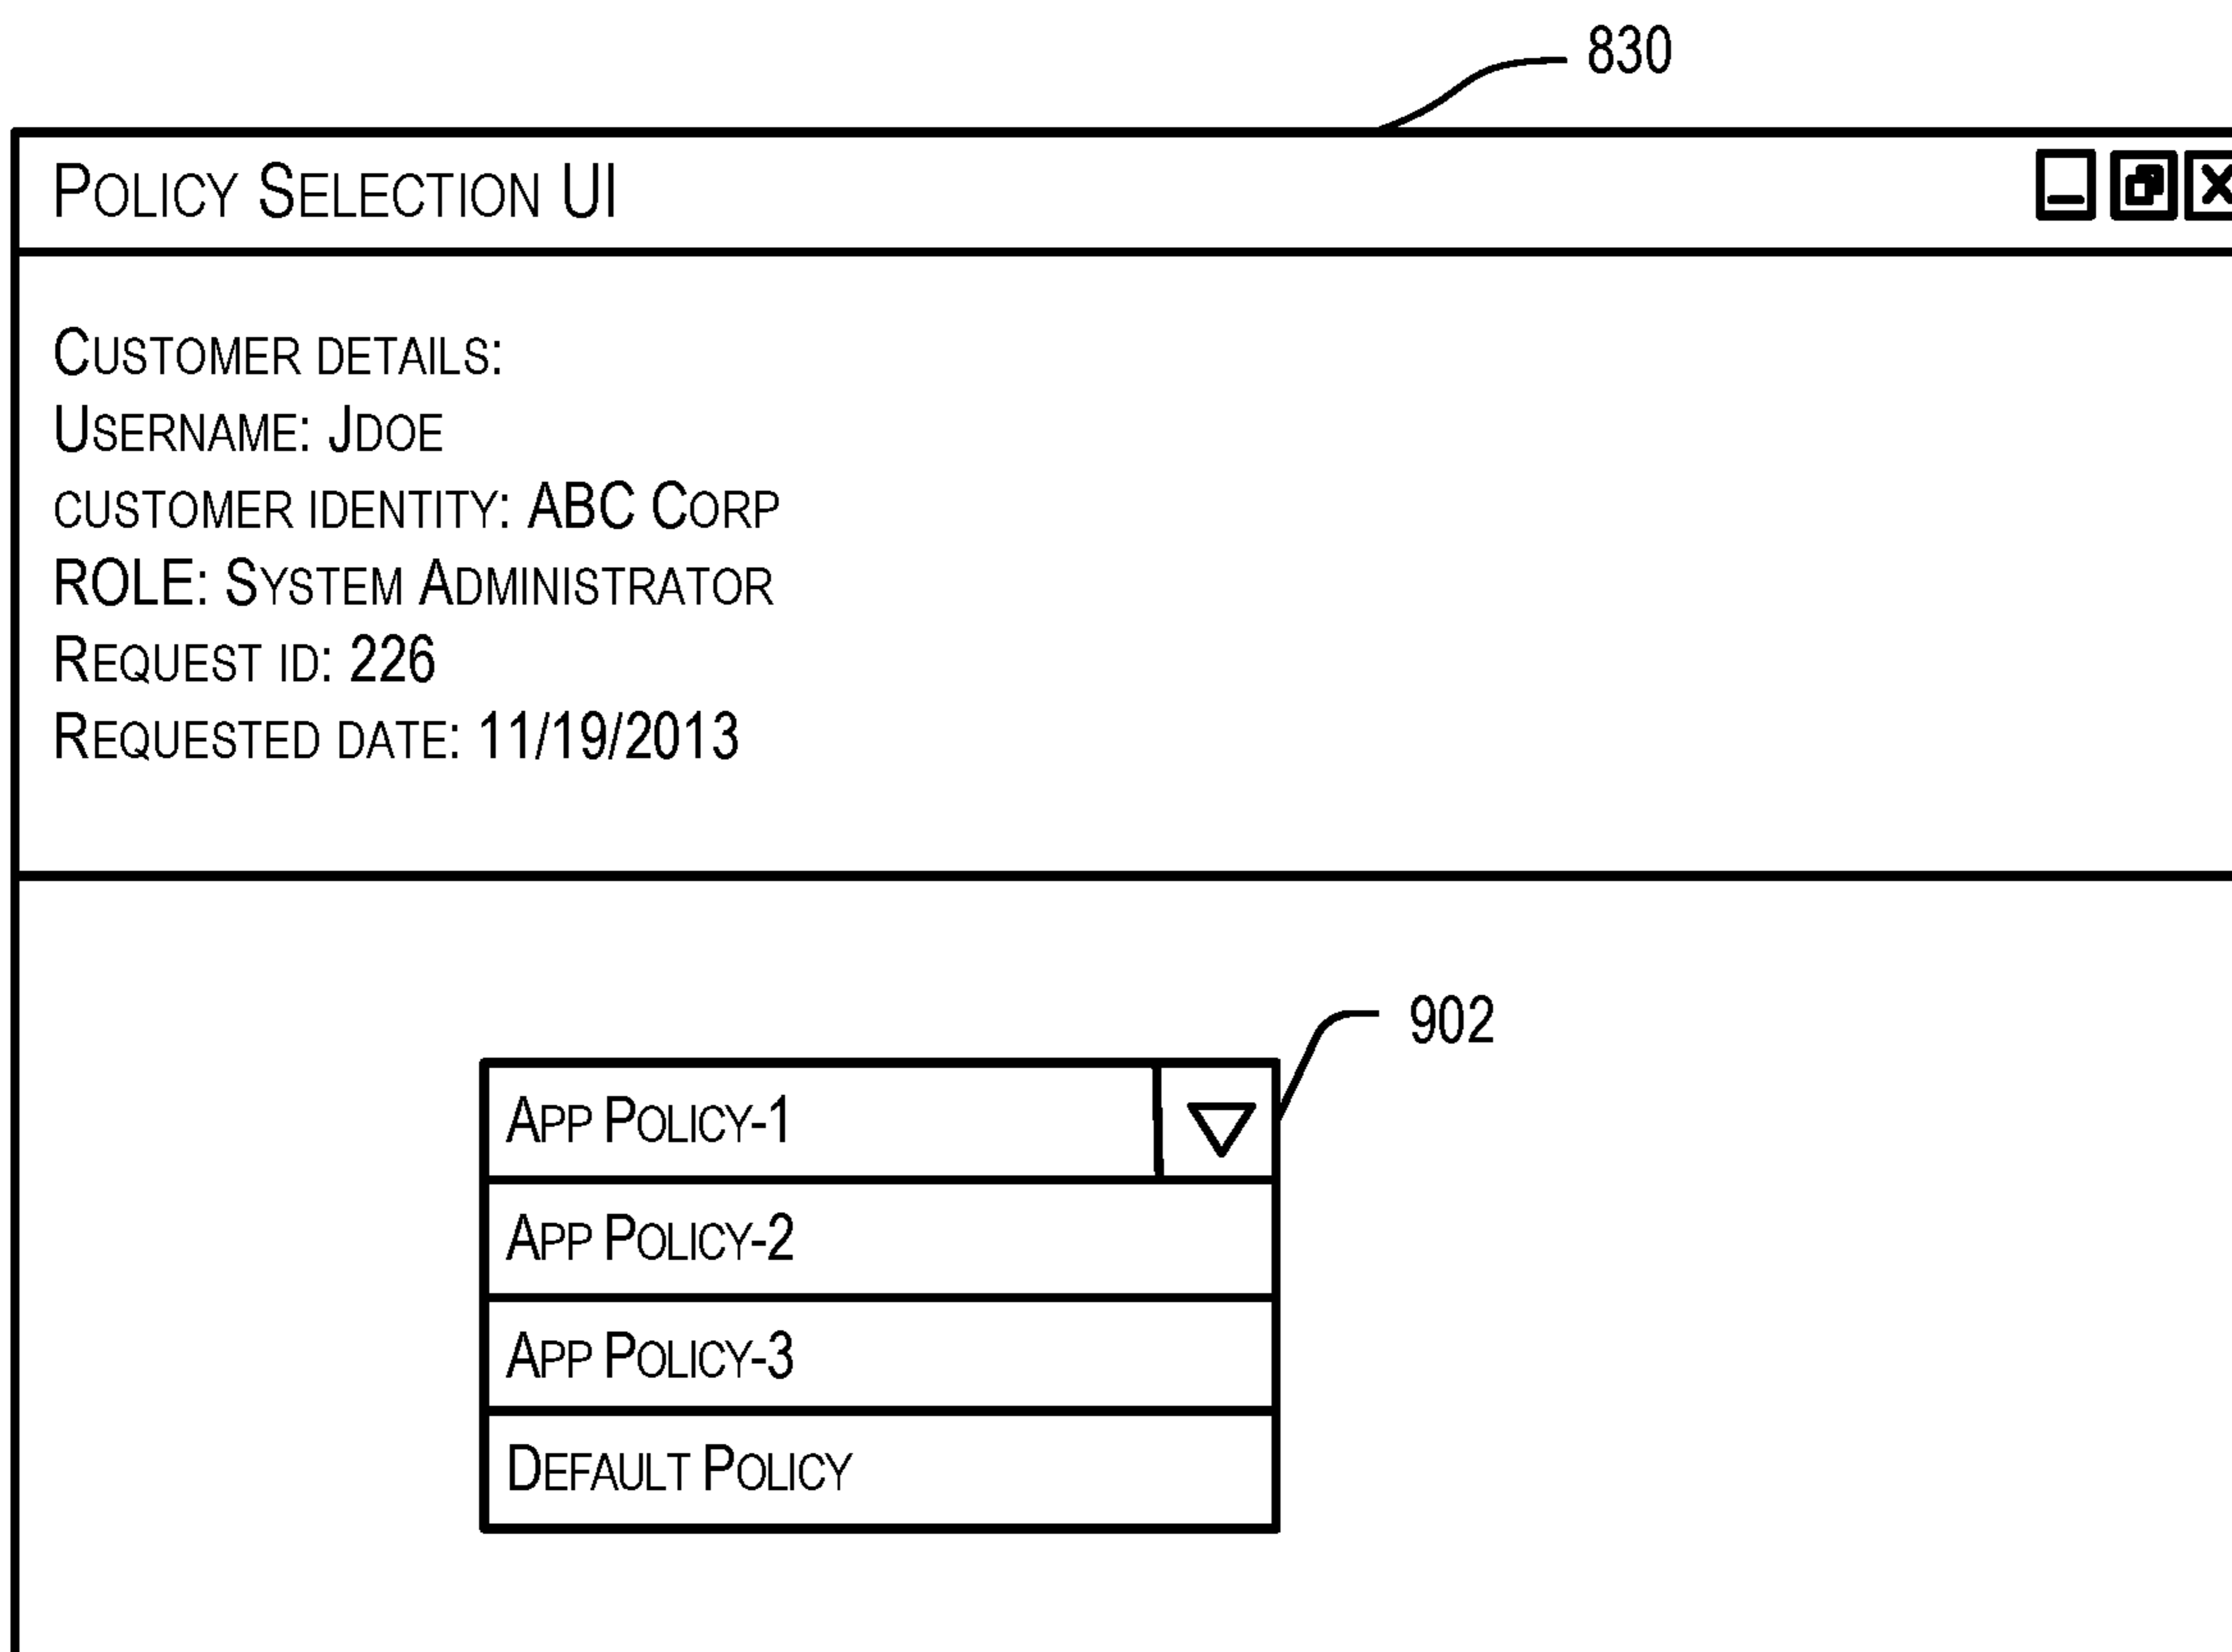 830
Policy Selection UI
Customer details:
Username: Jdoe
customer identity: ABC Corp
ROLE: System Administrator
Request id: 226
Requested date: 11/19/2013
902
App Policy-1
App Policy-2
App Policy-3
Default Policy